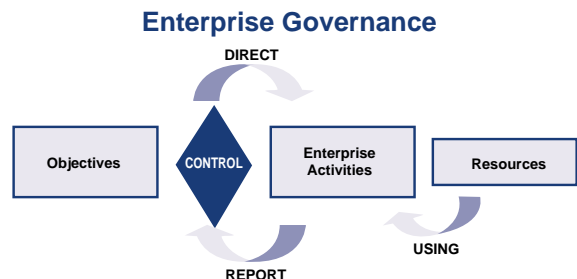 Enterprise Governance
DIRECT
Objectives
CONTROL
Enterprise
Activities
Resources
USING
REPORT